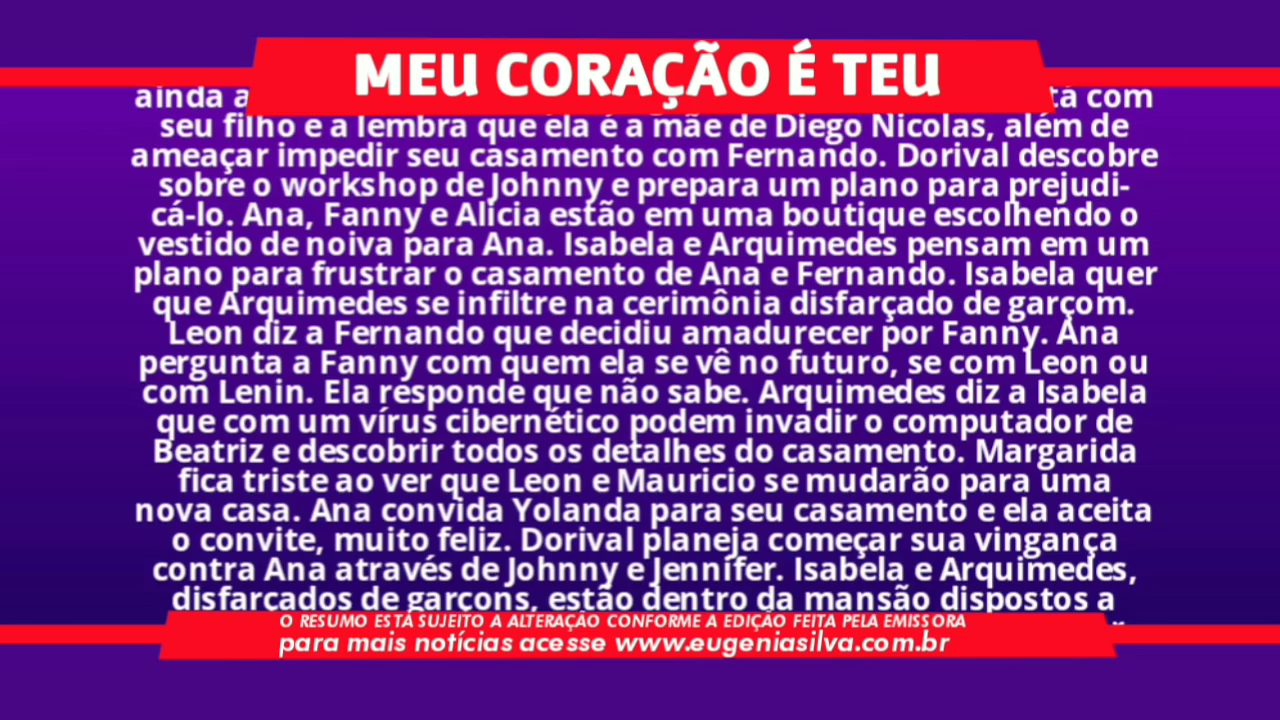 MEU CORAÇÃO É TEU
ainda a tá com
seu filho e a lembra que ela é a mãe de Diego Nicolas, além de
ameaçar impedir seu casamento com Fernando. Dorival descobre
sobre o workshop de Johnny e prepara um plano para prejudi-
cá-lo. Ana, Fanny e Alicia estão em uma boutique escolhendo o
vestido de noiva para Ana. Isabela e Arquimedes pensam em um
plano para frustrar o casamento de Ana e Fernando. Isabela quer
que Arquimedes se infiltre na cerimônia disfarçado de garçom.
Leon diz a Fernando que decidiu amadurecer por Fanny. Ana
pergunta a Fanny com quem ela se vê no futuro, se com Leon ou
com Lenin. Ela responde que não sabe. Arquimedes diz a Isabela
que com um vírus cibernético podem invadir o computador de
Beatriz e descobrir todos os detalhes do casamento. Margarida
fica triste ao ver que Leon e Mauricio se mudarão para uma
nova casa. Ana convida Yolanda para seu casamento e ela aceita
o convite, muito feliz. Dorival planeja começar sua vingança
contra Ana através de Johnny e Jennifer. Isabela e Arquimedes,
disfarçados de garçons, estão dentro da mansão dispostos a
O RESUMO ESTÁ SUJEITO A ALTERAÇÃO CONFORME A EDIÇÃO FEITA PELA EMISSORA
para mais notícias acesse www.eugeniasilva.com.br